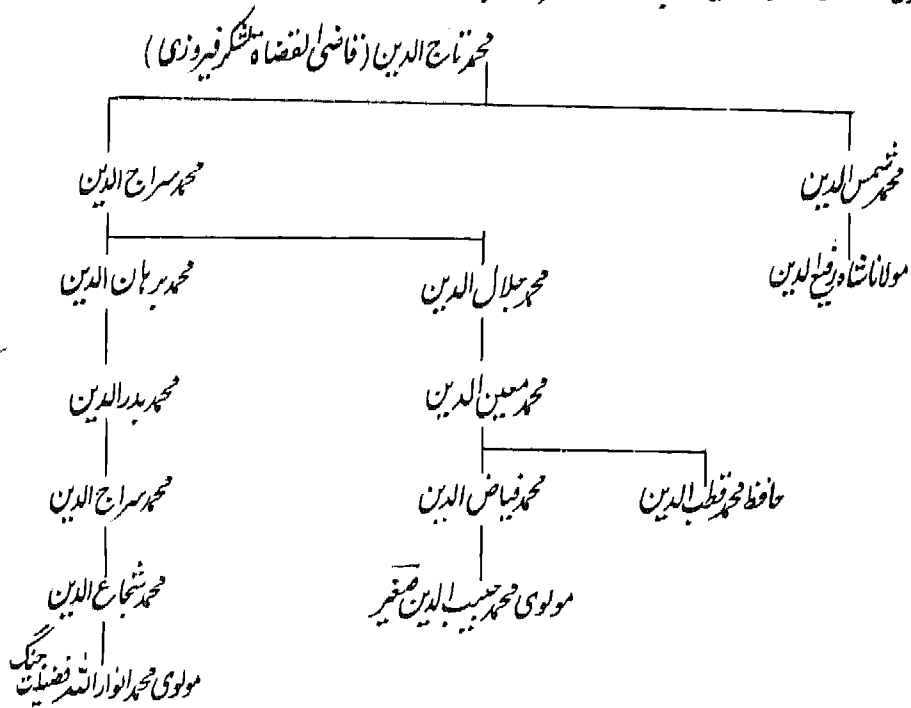 محمد تاج الدین (قاضی القضاہ لشکر فیروزی)
محمد شمس الدین
محمد سراج الدین
مولانا شاہ رفیع الدین
محمد جلال الدین
محمد برہان الدین
محمد معین الدین
محمد بدر الدین
حافظ محمد قطب الدین
محمد فیاض الدین
محمد سراج الدین
مولوی محمد حبیب الدین صغیر
محمد شجاع الدین
مولوی محمد انوار اللہ فضیلت جنگ